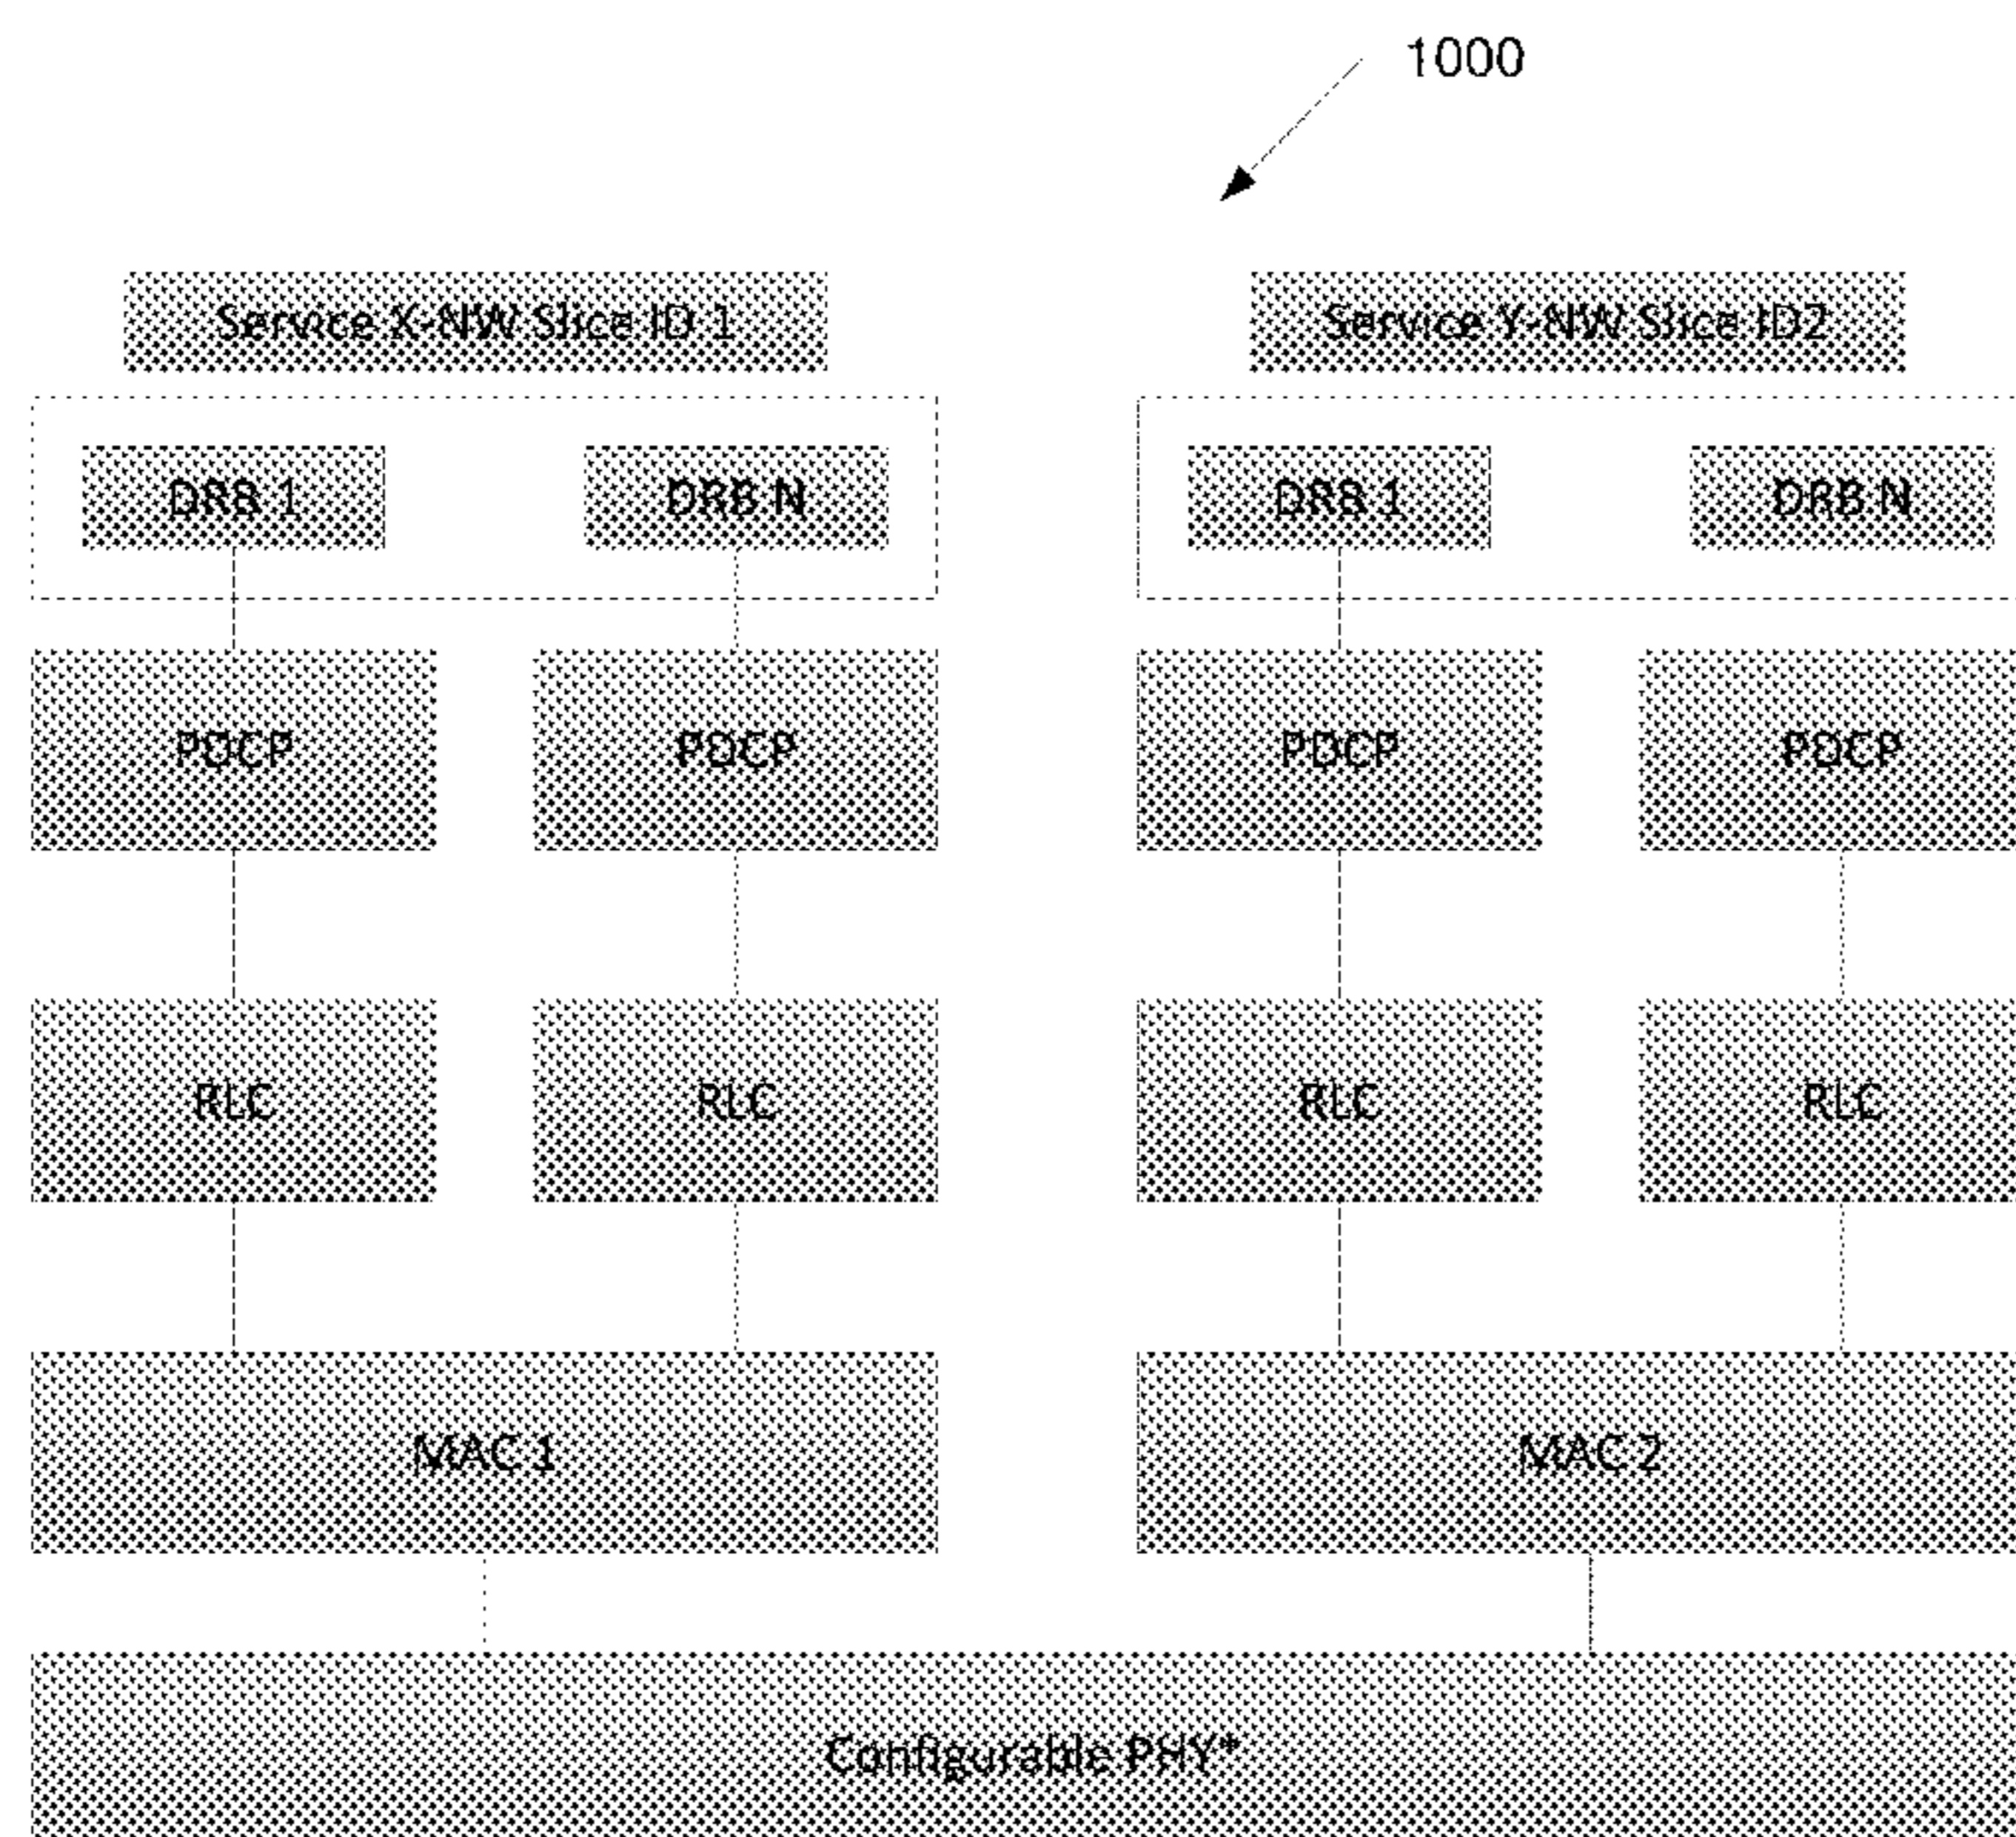 1000
Service X-NW Slice ID 1
Service Y-NW Slice ID2
DRB 1
DRB N
DRB 1
DRB N
PDCP
PDCP
PDCP
PDCP
RLC
RLC
RLC
RLC
MAC 1
MAC 2
Configurable PHY*